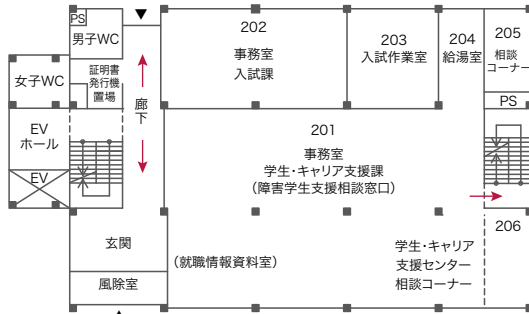 PS
男子WC
女子WC
証明書
発行機
置場
廊下
EV
ホール
EV
玄関
風除室
202
事務室
入試課
203
入試作業室
204
給湯室
205
相談
コーナー
PS
201
事務室
学生・キャリア支援課
（障害学生支援相談窓口）
（就職情報資料室）
学生・キャリア
支援センター
相談コーナー
206